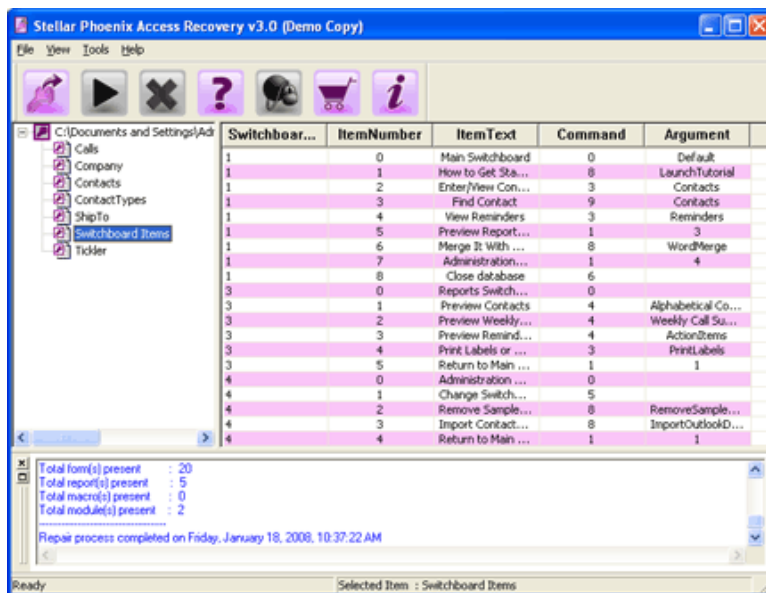 Stellar Phoenix Access Recovery v3.0 (Demo Copy)
File View Tools Help
C:\Documents and Settings\Adr
Calls
Company
Contacts
ContactTypes
ShipTo
Switchboard Items
Tickler
Switchboar... ItemNumber ItemText Command Argument
1 0 Main Switchboard 0 Default
1 1 How to Get Sta... 8 LaunchTutorial
1 2 Enter/View Con... 3 Contacts
1 3 Find Contact 9 Contacts
1 4 View Reminders 3 Reminders
1 5 Preview Report... 1 3
1 6 Merge It With ... 8 WordMerge
1 7 Administration... 1 4
1 8 Close database 6
3 0 Reports Switch... 0
3 1 Preview Contacts 4 Alphabetical Co...
3 2 Preview Weekly... 4 Weekly Call Su...
3 3 Preview Remind... 4 ActionItems
3 4 Print Labels or ... 3 PrintLabels
3 5 Return to Main ... 1 1
4 0 Administration ... 0
4 1 Change Switch... 5
4 2 Remove Sample... 8 RemoveSample...
4 3 Import Contact... 8 ImportOutlookD...
4 4 Return to Main ... 1 1
Total form(s) present : 20
Total report(s) present : 5
Total macro(s) present : 0
Total module(s) present : 2
--------------------------------
Repair process completed on Friday, January 18, 2008, 10:37:22 AM
Ready Selected Item : Switchboard Items